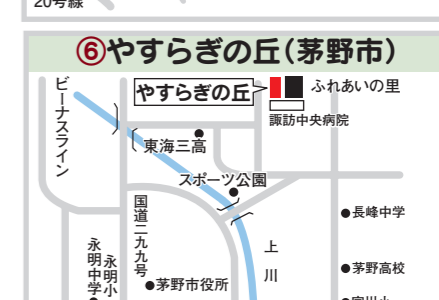 20号線
⑥やすらぎの丘(茅野市)
ビーナスライン
やすらぎの丘
ふれあいの里
諏訪中央病院
東海三高
スポーツ公園
国道二九九号
長峰中学
上川
永明小
永明中学
茅野市役所
茅野高校